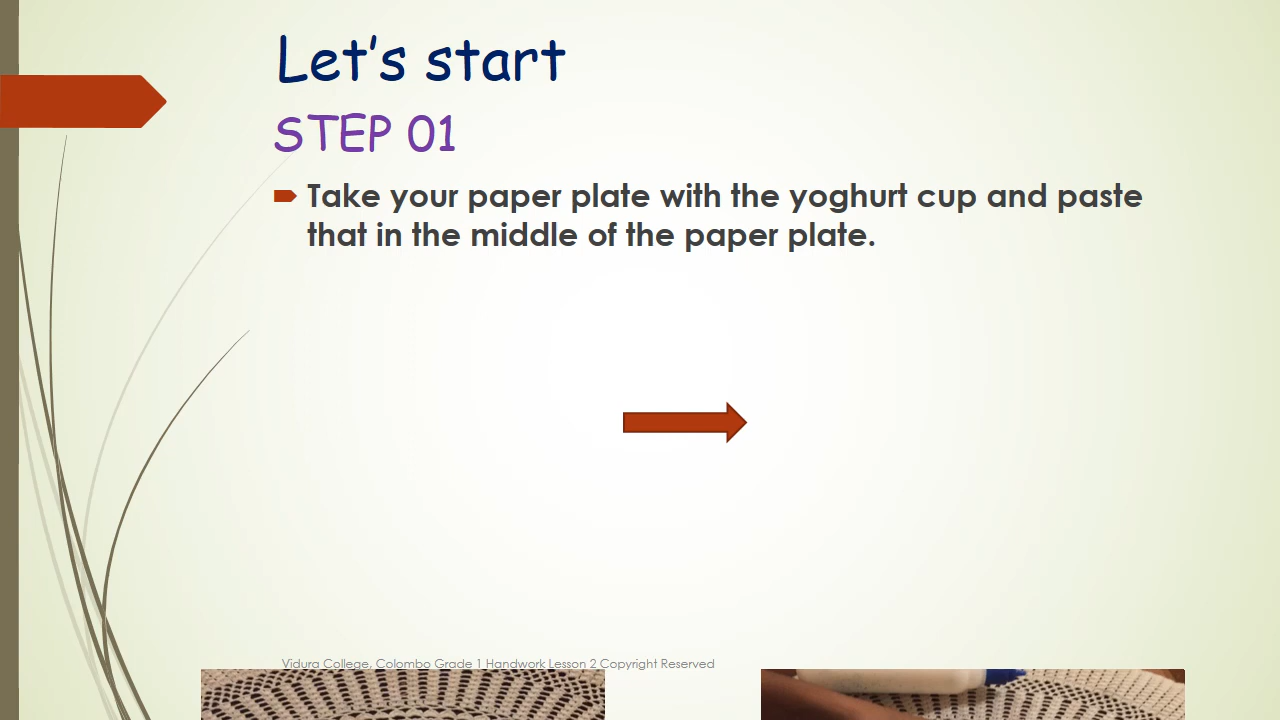 Let's start
STEP 01
Take your paper plate with the yoghurt cup and paste
that in the middle of the paper plate.
Vidura College, Colombo Grade 1 Handwork Lesson 2 Copyright Reserved